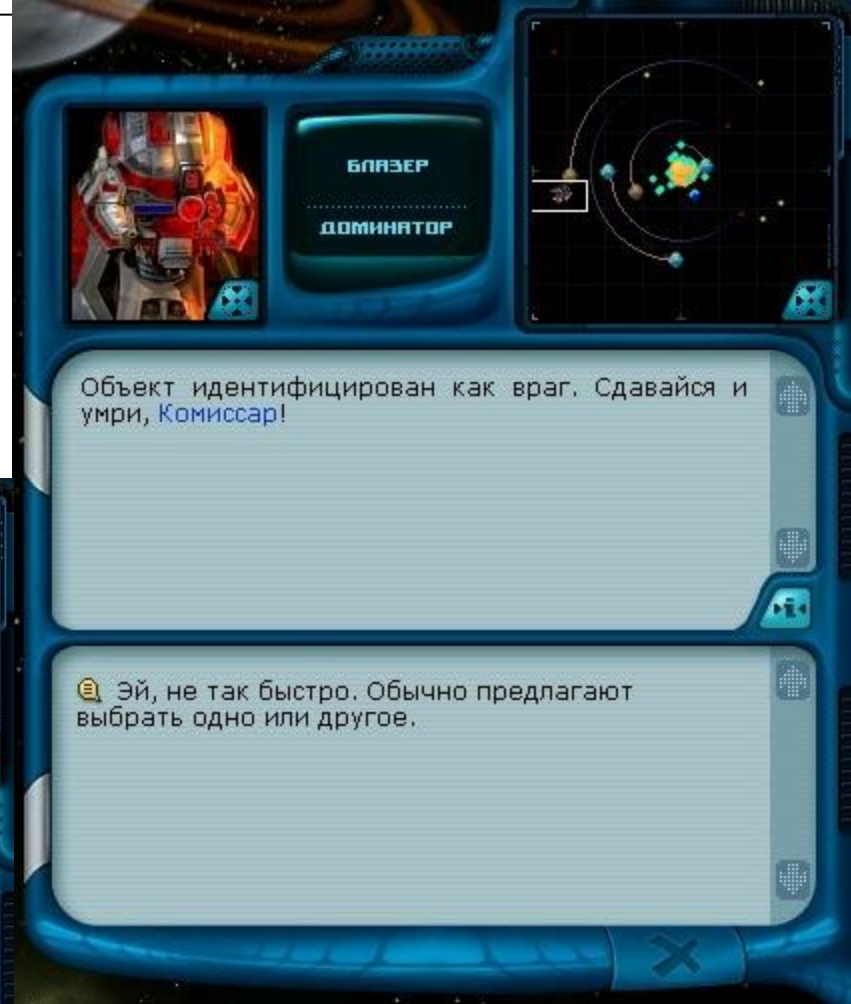 БЛАЗЕР
ДОМИНАТОР
Объект идентифицирован как враг. Сдавайся и
умри, Комиссар!
Эй, не так быстро. Обычно предлагают
выбрать одно или другое.